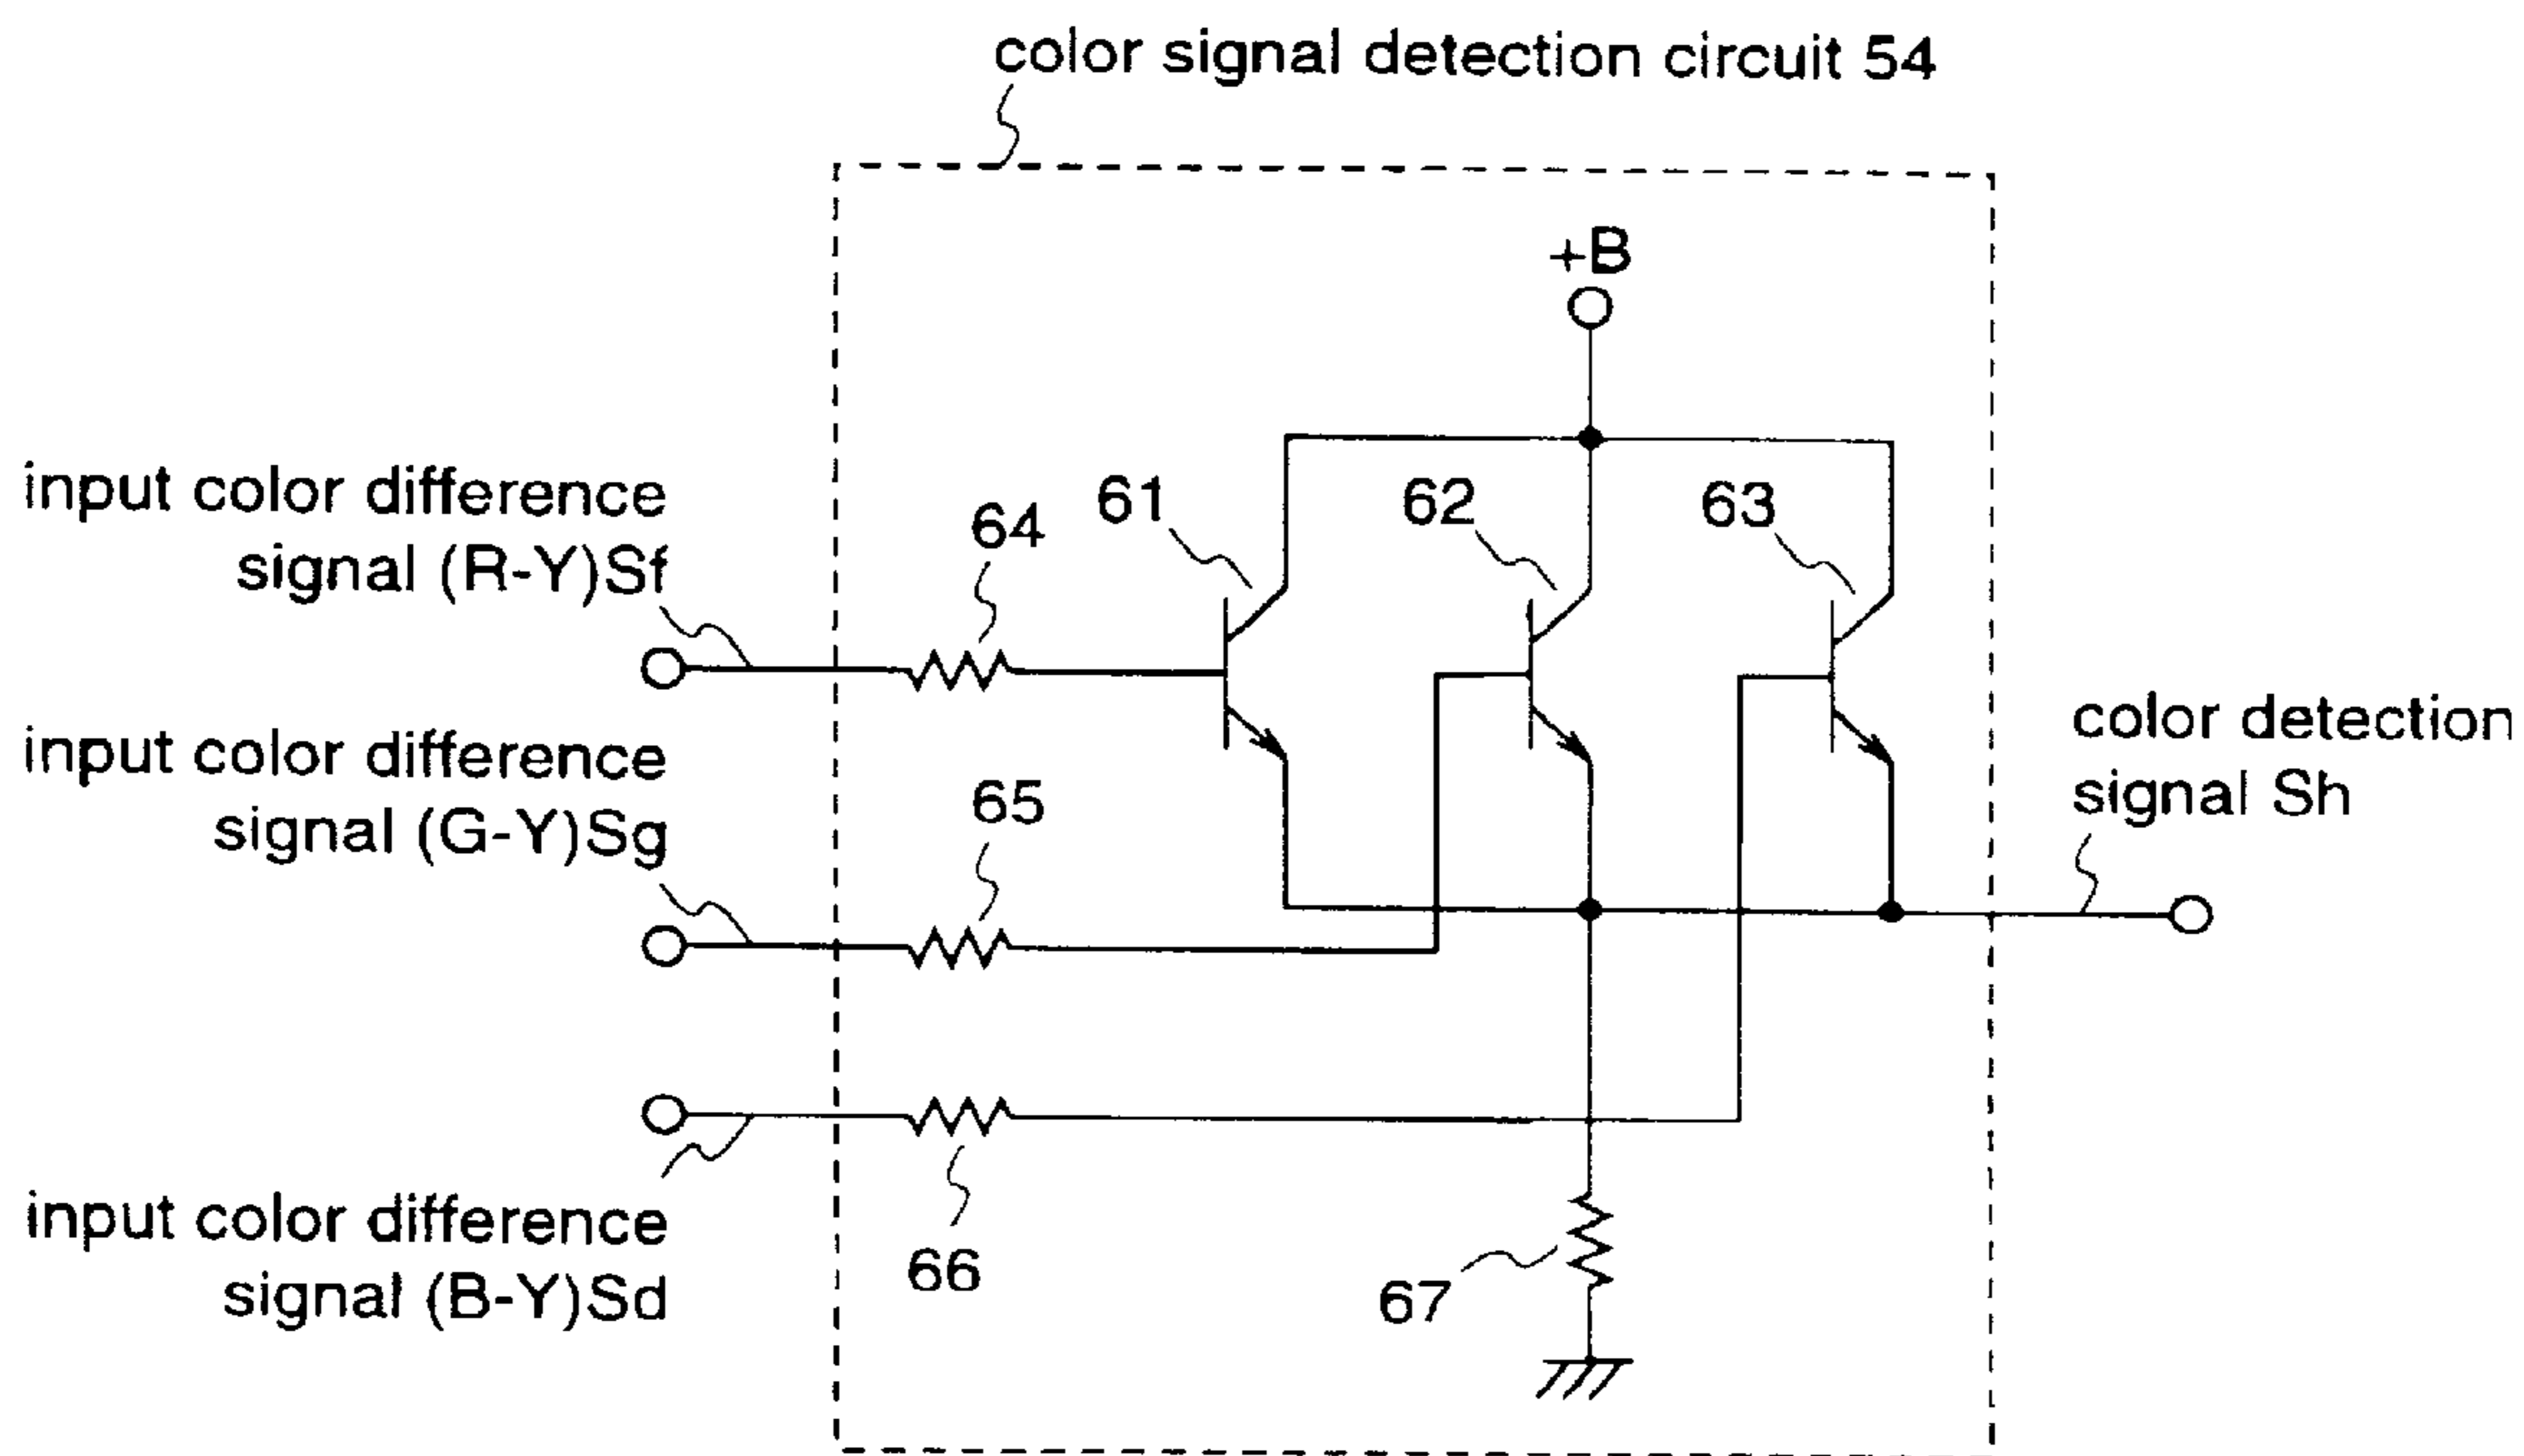 color signal detection circuit 54
+B
input color difference
signal (R-Y)Sf
64
61
62
63
input color difference
signal (G-Y)Sg
65
color detection
signal Sh
input color difference
signal (B-Y)Sd
66
67